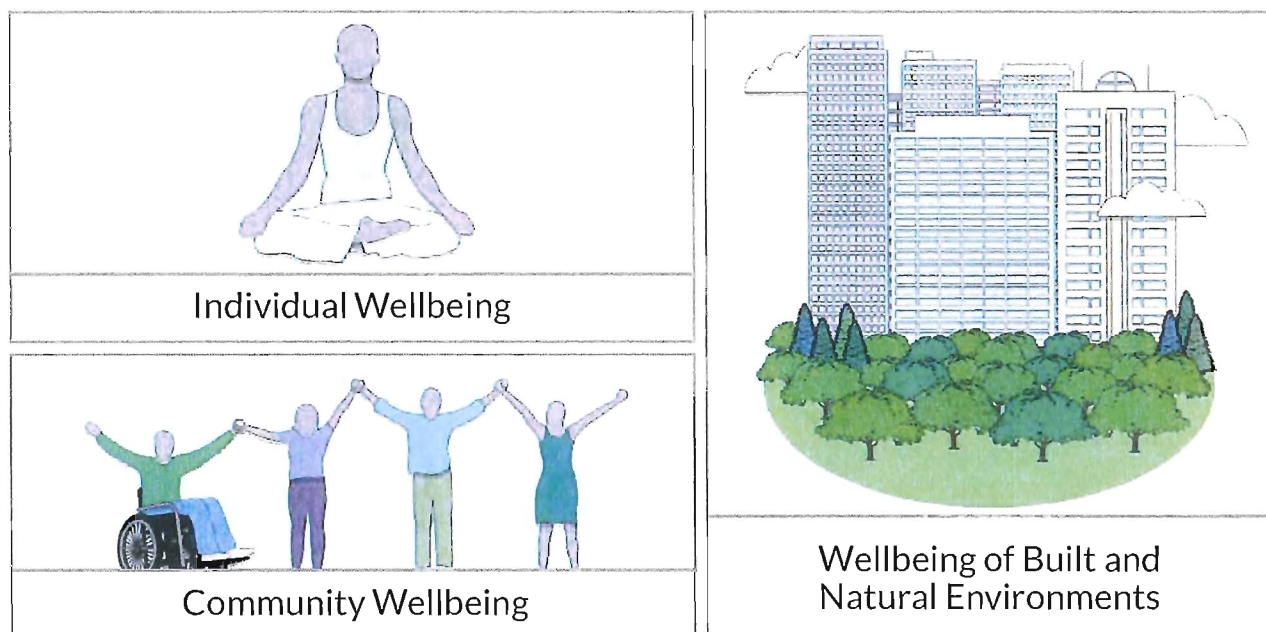 Individual Wellbeing
Community Wellbeing
Wellbeing of Built and
Natural Environments